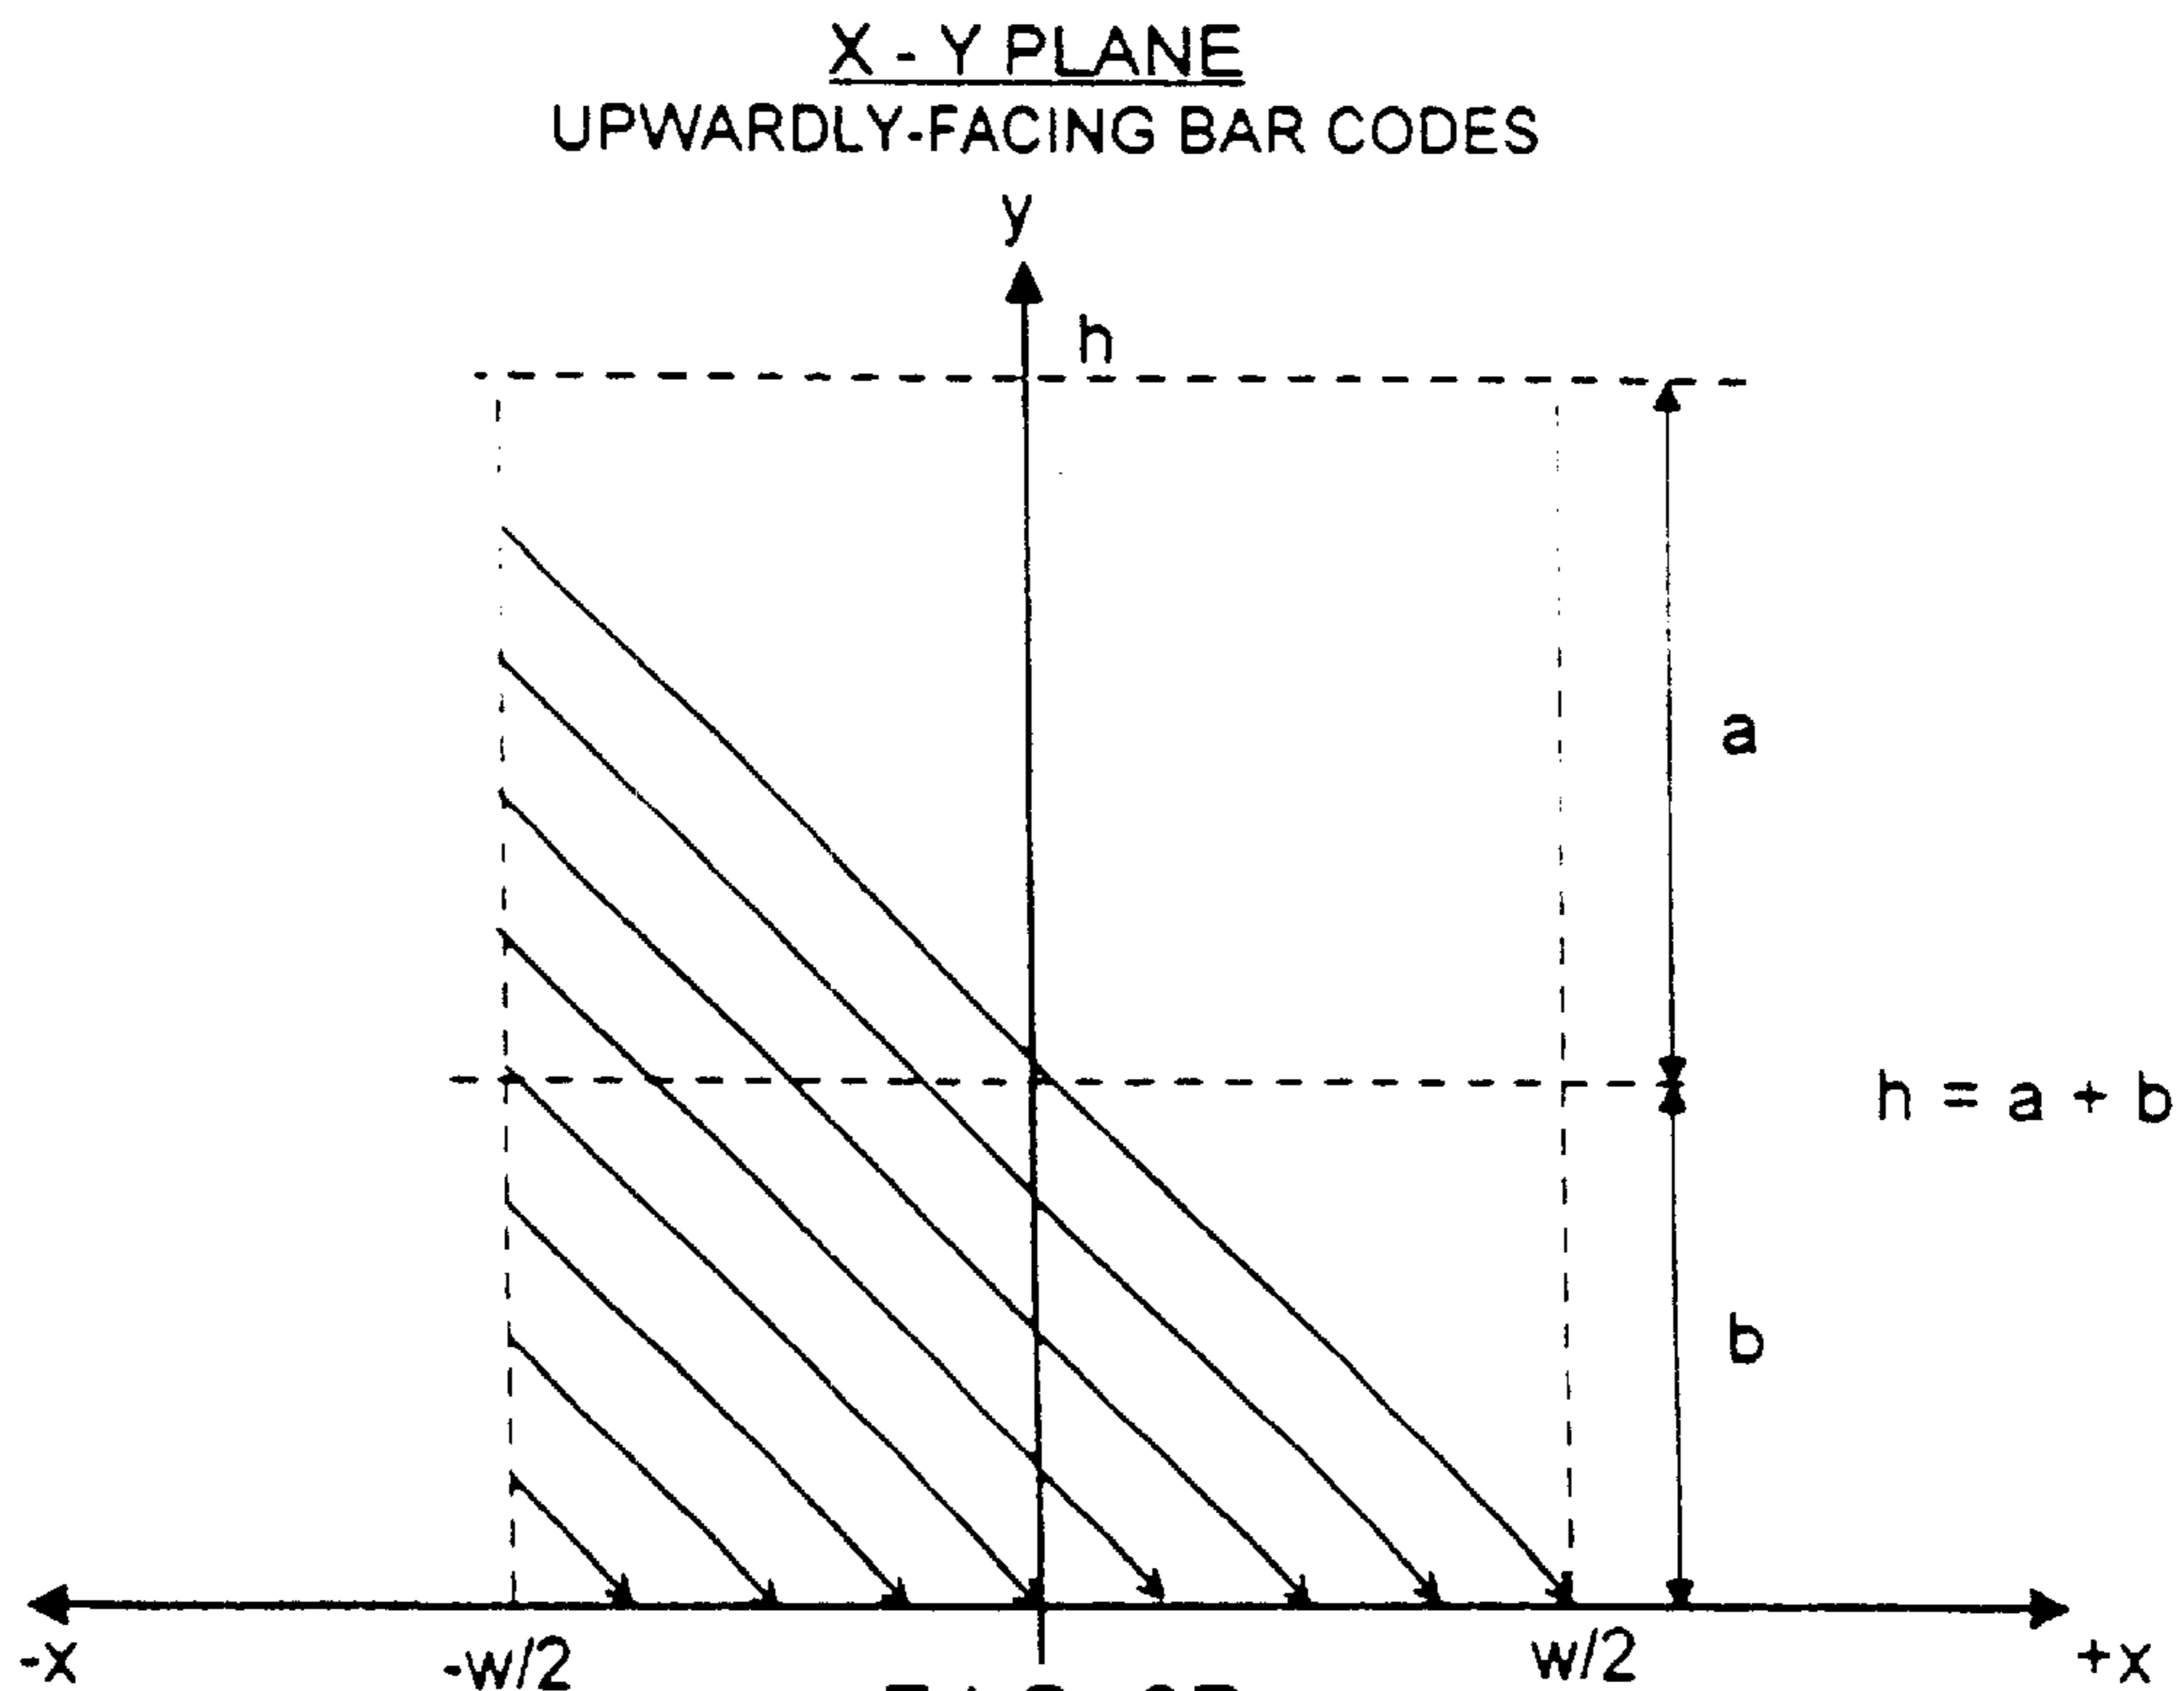 X - Y PLANE
UPWARDLY-FACING BAR CODES
y
h
a
h = a + b
b
-x
-w/2
w/2
+x